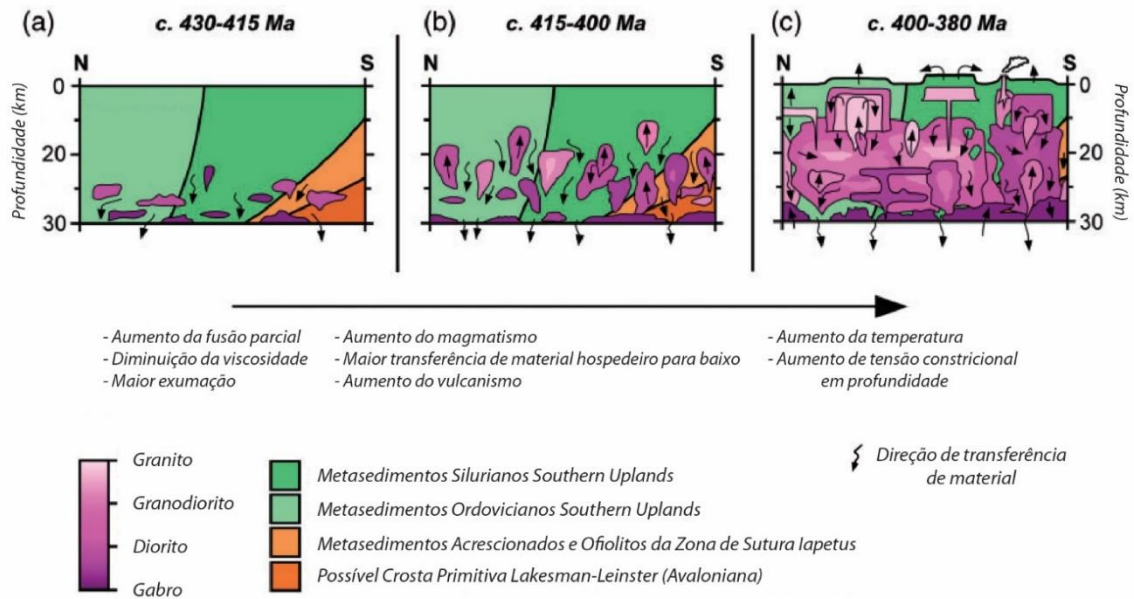 (a) c. 430-415 Ma
(b) c. 415-400 Ma
(c) c. 400-380 Ma
N S
N S
N S
Profundidade (km)
0
20
30
0
20
30
0
10
20
30
Profundidade (km)
- Aumento da fusão parcial
- Diminuição da viscosidade
- Maior exumação
- Aumento do magmatismo
- Maior transferência de material hospedeiro para baixo
- Aumento do vulcanismo
- Aumento da temperatura
- Aumento de tensão constricional
em profundidade
Granito
Granodiorito
Diorito
Gabro
Metasedimentos Silurianos Southern Uplands
Metasedimentos Ordovicianos Southern Uplands
Metasedimentos Acrescionados e Ofiolitos da Zona de Sutura Iapetus
Possível Crosta Primitiva Lakesman-Leinster (Avaloniana)
Direção de transferência
de material